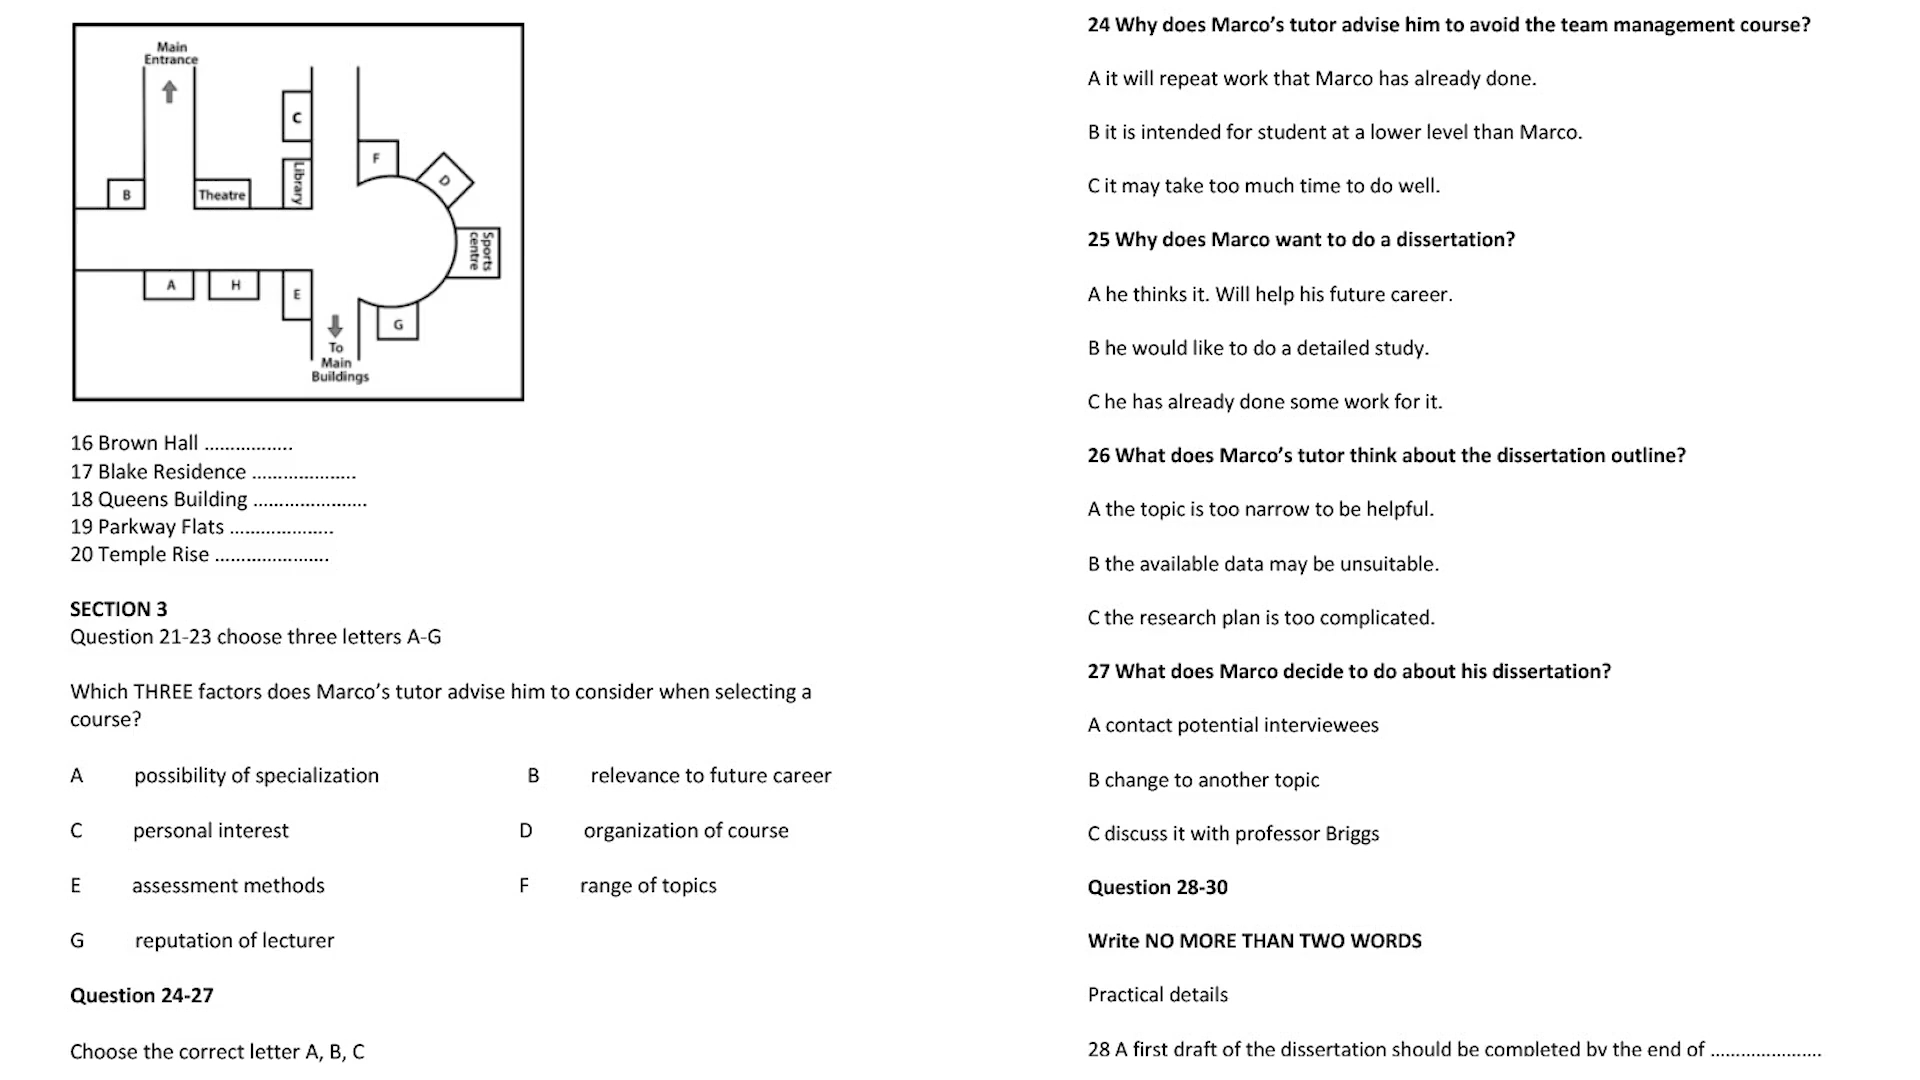 Main
Entrance
C
F
D
Library
B
Theatre
Sports
centre
A
H
E
G
To
Main
Buildings
16 Brown Hall .................
17 Blake Residence ....................
18 Queens Building ......................
19 Parkway Flats ....................
20 Temple Rise ......................
SECTION 3
Question 21-23 choose three letters A-G
Which THREE factors does Marco’s tutor advise him to consider when selecting a
course?
A possibility of specialization B relevance to future career
C personal interest D organization of course
E assessment methods F range of topics
G reputation of lecturer
Question 24-27
Choose the correct letter A, B, C
24 Why does Marco’s tutor advise him to avoid the team management course?
A it will repeat work that Marco has already done.
B it is intended for student at a lower level than Marco.
C it may take too much time to do well.
25 Why does Marco want to do a dissertation?
A he thinks it. Will help his future career.
B he would like to do a detailed study.
C he has already done some work for it.
26 What does Marco’s tutor think about the dissertation outline?
A the topic is too narrow to be helpful.
B the available data may be unsuitable.
C the research plan is too complicated.
27 What does Marco decide to do about his dissertation?
A contact potential interviewees
B change to another topic
C discuss it with professor Briggs
Question 28-30
Write NO MORE THAN TWO WORDS
Practical details
28 A first draft of the dissertation should be completed by the end of .....................